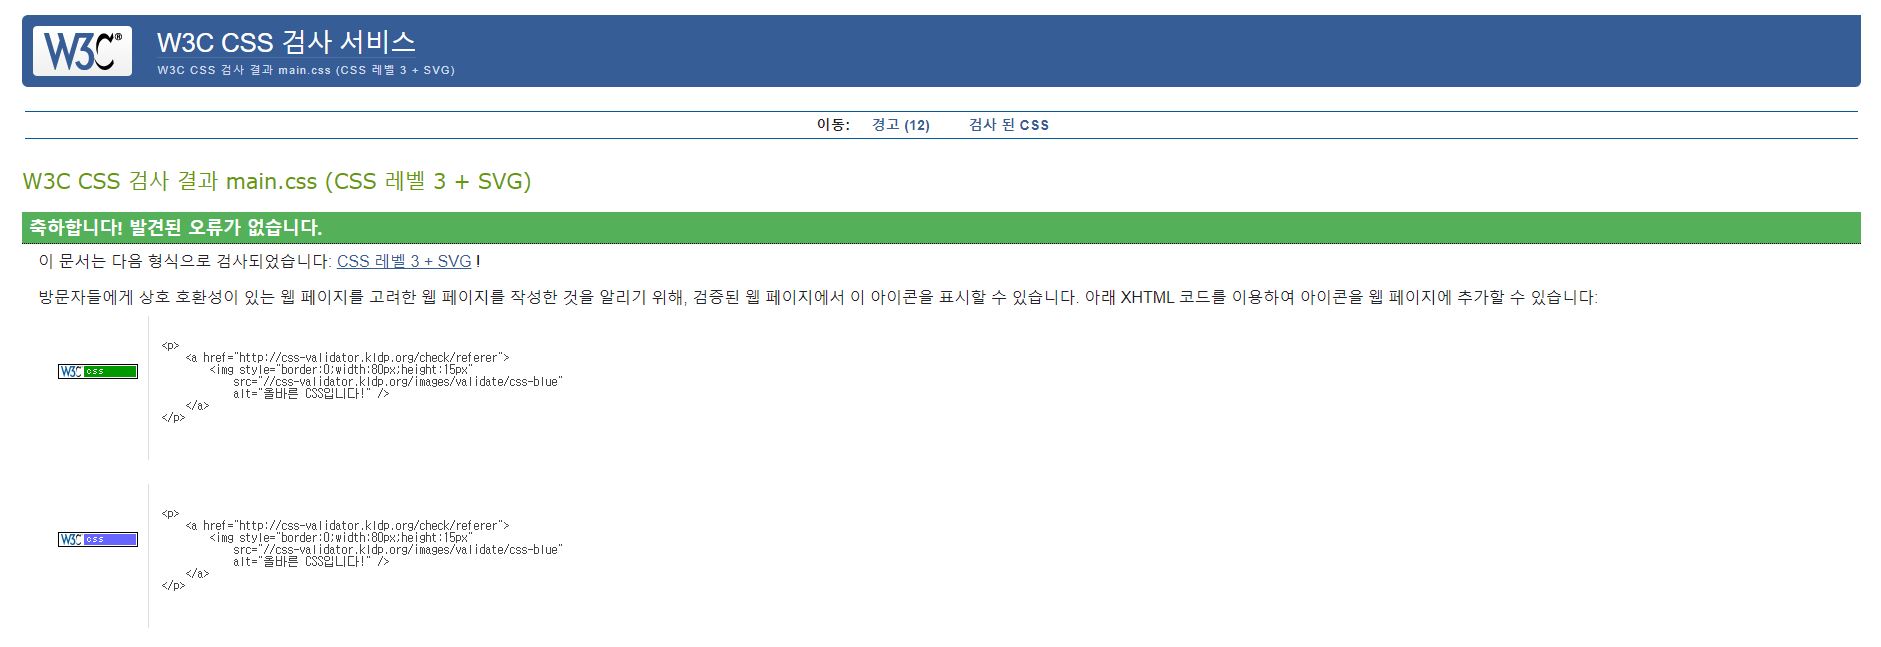 W3C®
W3C CSS 검사 서비스
W3C CSS 검사 결과 main.css (CSS 레벨 3 + SVG)
이동: 경고 (12) 검사 된 CSS
W3C CSS 검사 결과 main.css (CSS 레벨 3 + SVG)
축하합니다! 발견된 오류가 없습니다.
이 문서는 다음 형식으로 검사되었습니다: CSS 레벨 3 + SVG !
방문자들에게 상호 호환성이 있는 웹 페이지를 고려한 웹 페이지를 작성한 것을 알리기 위해, 검증된 웹 페이지에서 이 아이콘을 표시할 수 있습니다. 아래 XHTML 코드를 이용하여 아이콘을 웹 페이지에 추가할 수 있습니다:
W3C css
<p>
<a href="http://css-validator.kldp.org/check/referer">
<img style="border:0;width:80px;height:15px"
src="//css-validator.kldp.org/images/validate/css-blue"
alt="올바른 CSS입니다!" />
</a>
</p>
W3C css
<p>
<a href="http://css-validator.kldp.org/check/referer">
<img style="border:0;width:80px;height:15px"
src="//css-validator.kldp.org/images/validate/css-blue"
alt="올바른 CSS입니다!" />
</a>
</p>